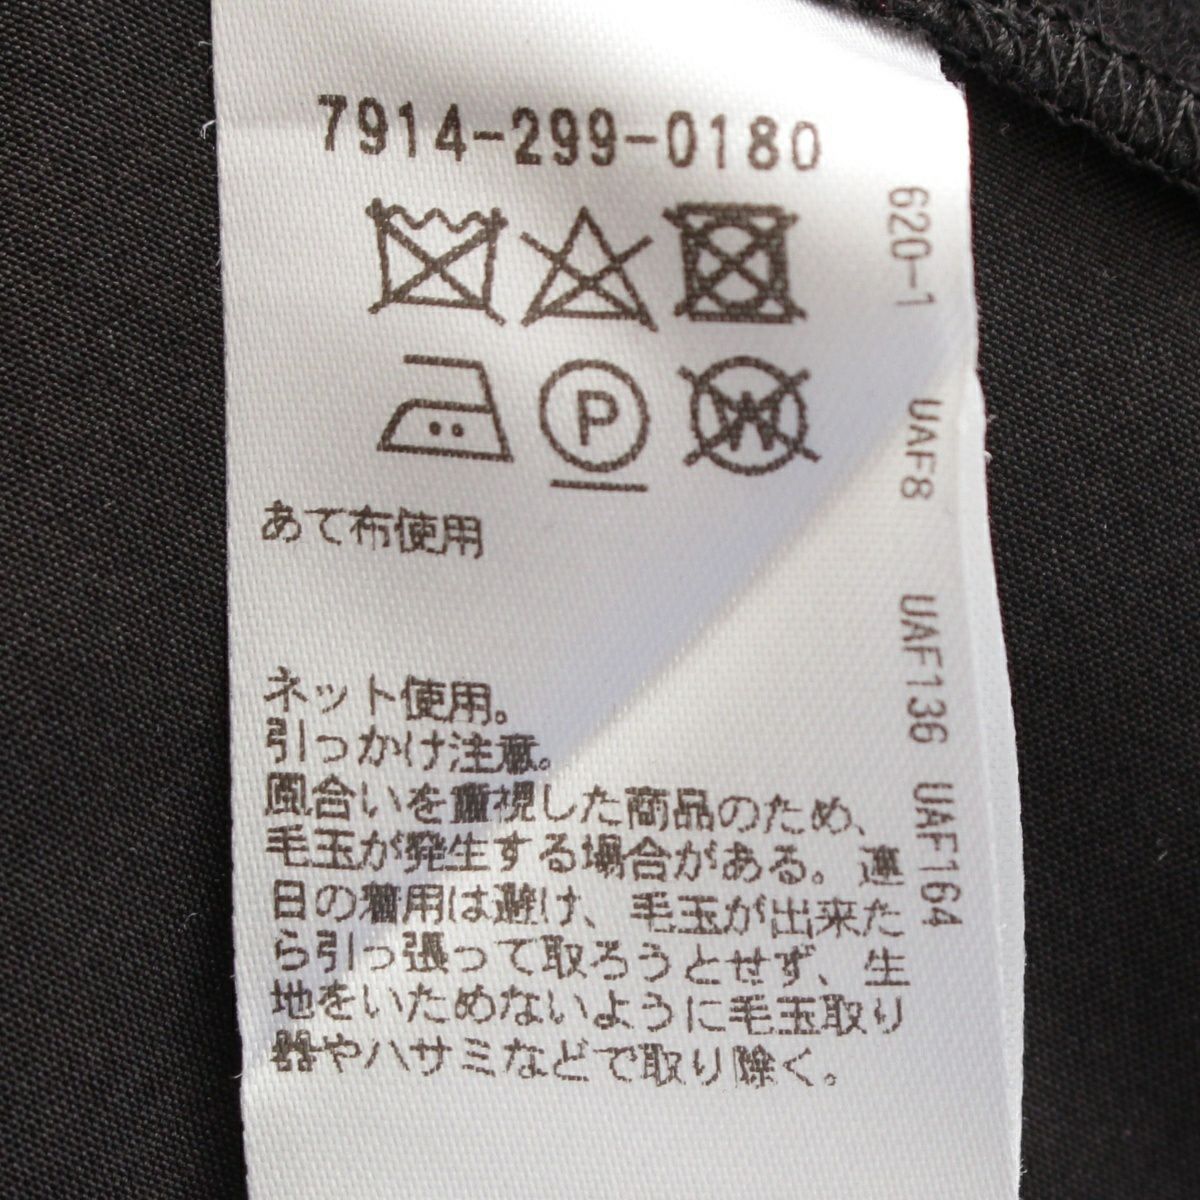 7914-299-0180
P
W
あて布使用
ネット使用。
引っかけ注意。
風合いを重視した商品のため、
毛玉が発生する場合がある。連
日の着用は避け、毛玉が出来た
ら引っ張って取ろうとせず、生
地をいためないように毛玉取り
器やハサミなどで取り除く。
620-1 UAF8 UAF136 UAF164